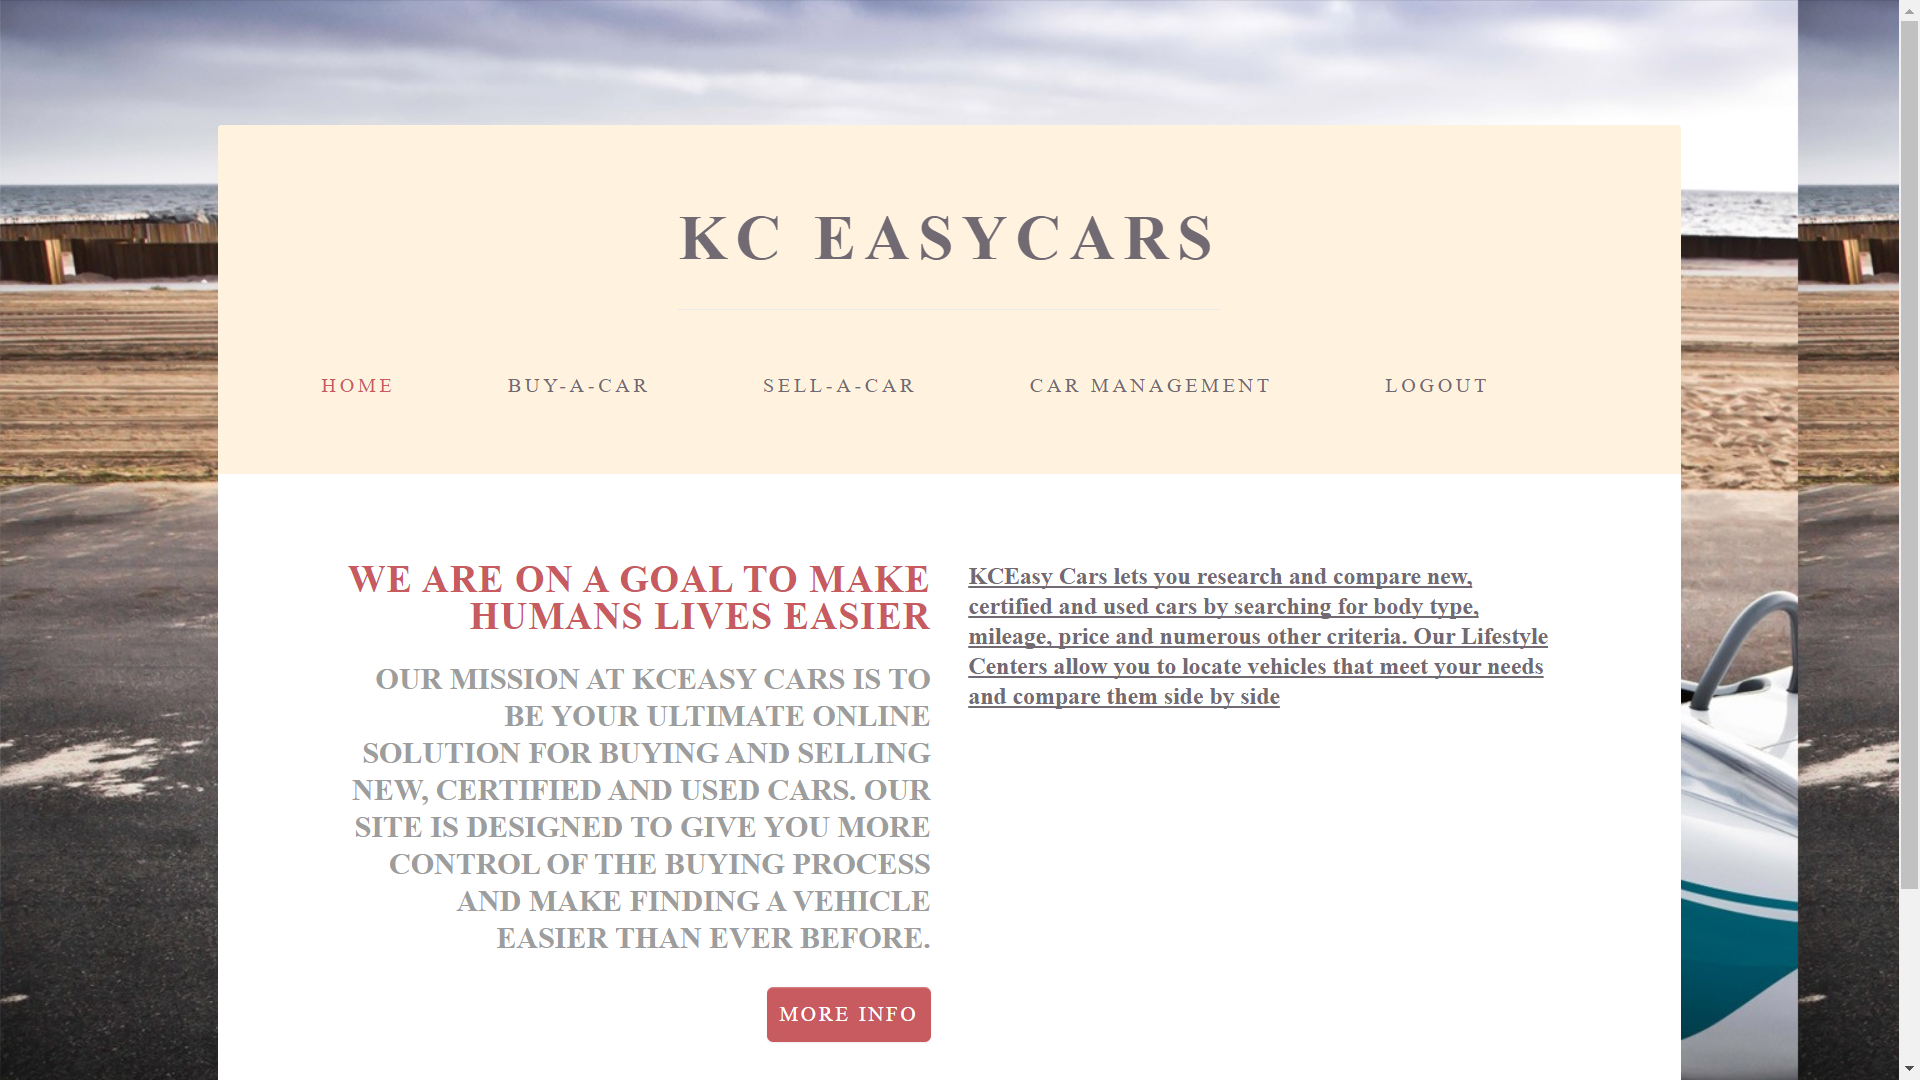 KC EASYCARS
HOME
BUY-A-CAR
SELL-A-CAR
CAR MANAGEMENT
LOGOUT
WE ARE ON A GOAL TO MAKE
HUMANS LIVES EASIER
OUR MISSION AT KCEASY CARS IS TO
BE YOUR ULTIMATE ONLINE
SOLUTION FOR BUYING AND SELLING
NEW, CERTIFIED AND USED CARS. OUR
SITE IS DESIGNED TO GIVE YOU MORE
CONTROL OF THE BUYING PROCESS
AND MAKE FINDING A VEHICLE
EASIER THAN EVER BEFORE.
MORE INFO
KCEasy Cars lets you research and compare new,
certified and used cars by searching for body type,
mileage, price and numerous other criteria. Our Lifestyle
Centers allow you to locate vehicles that meet your needs
and compare them side by side